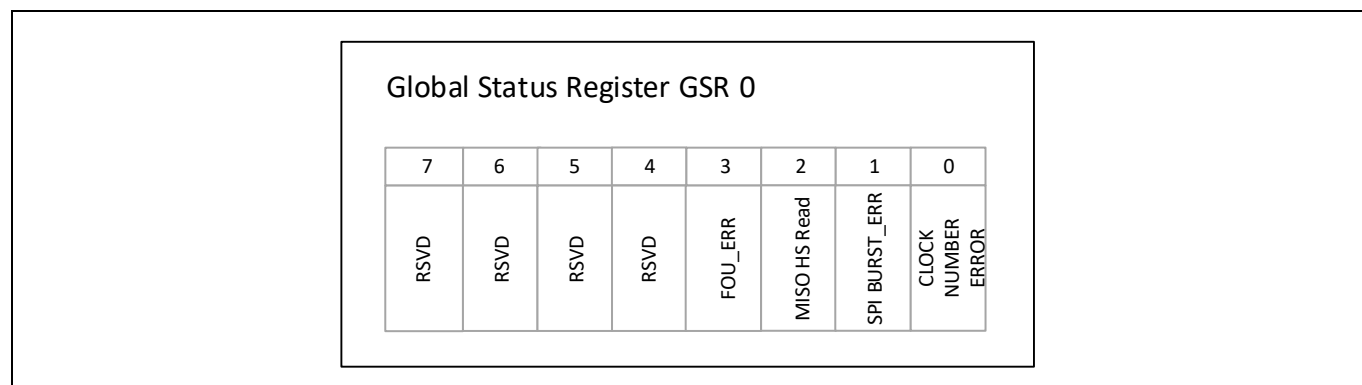 Global Status Register GSR 0
7 6 5 4 3 2 1 0
RSVD
RSVD
RSVD
RSVD
FOU_ERR
MISO HS Read
SPI BURST_ERR
CLOCK
NUMBER
ERROR